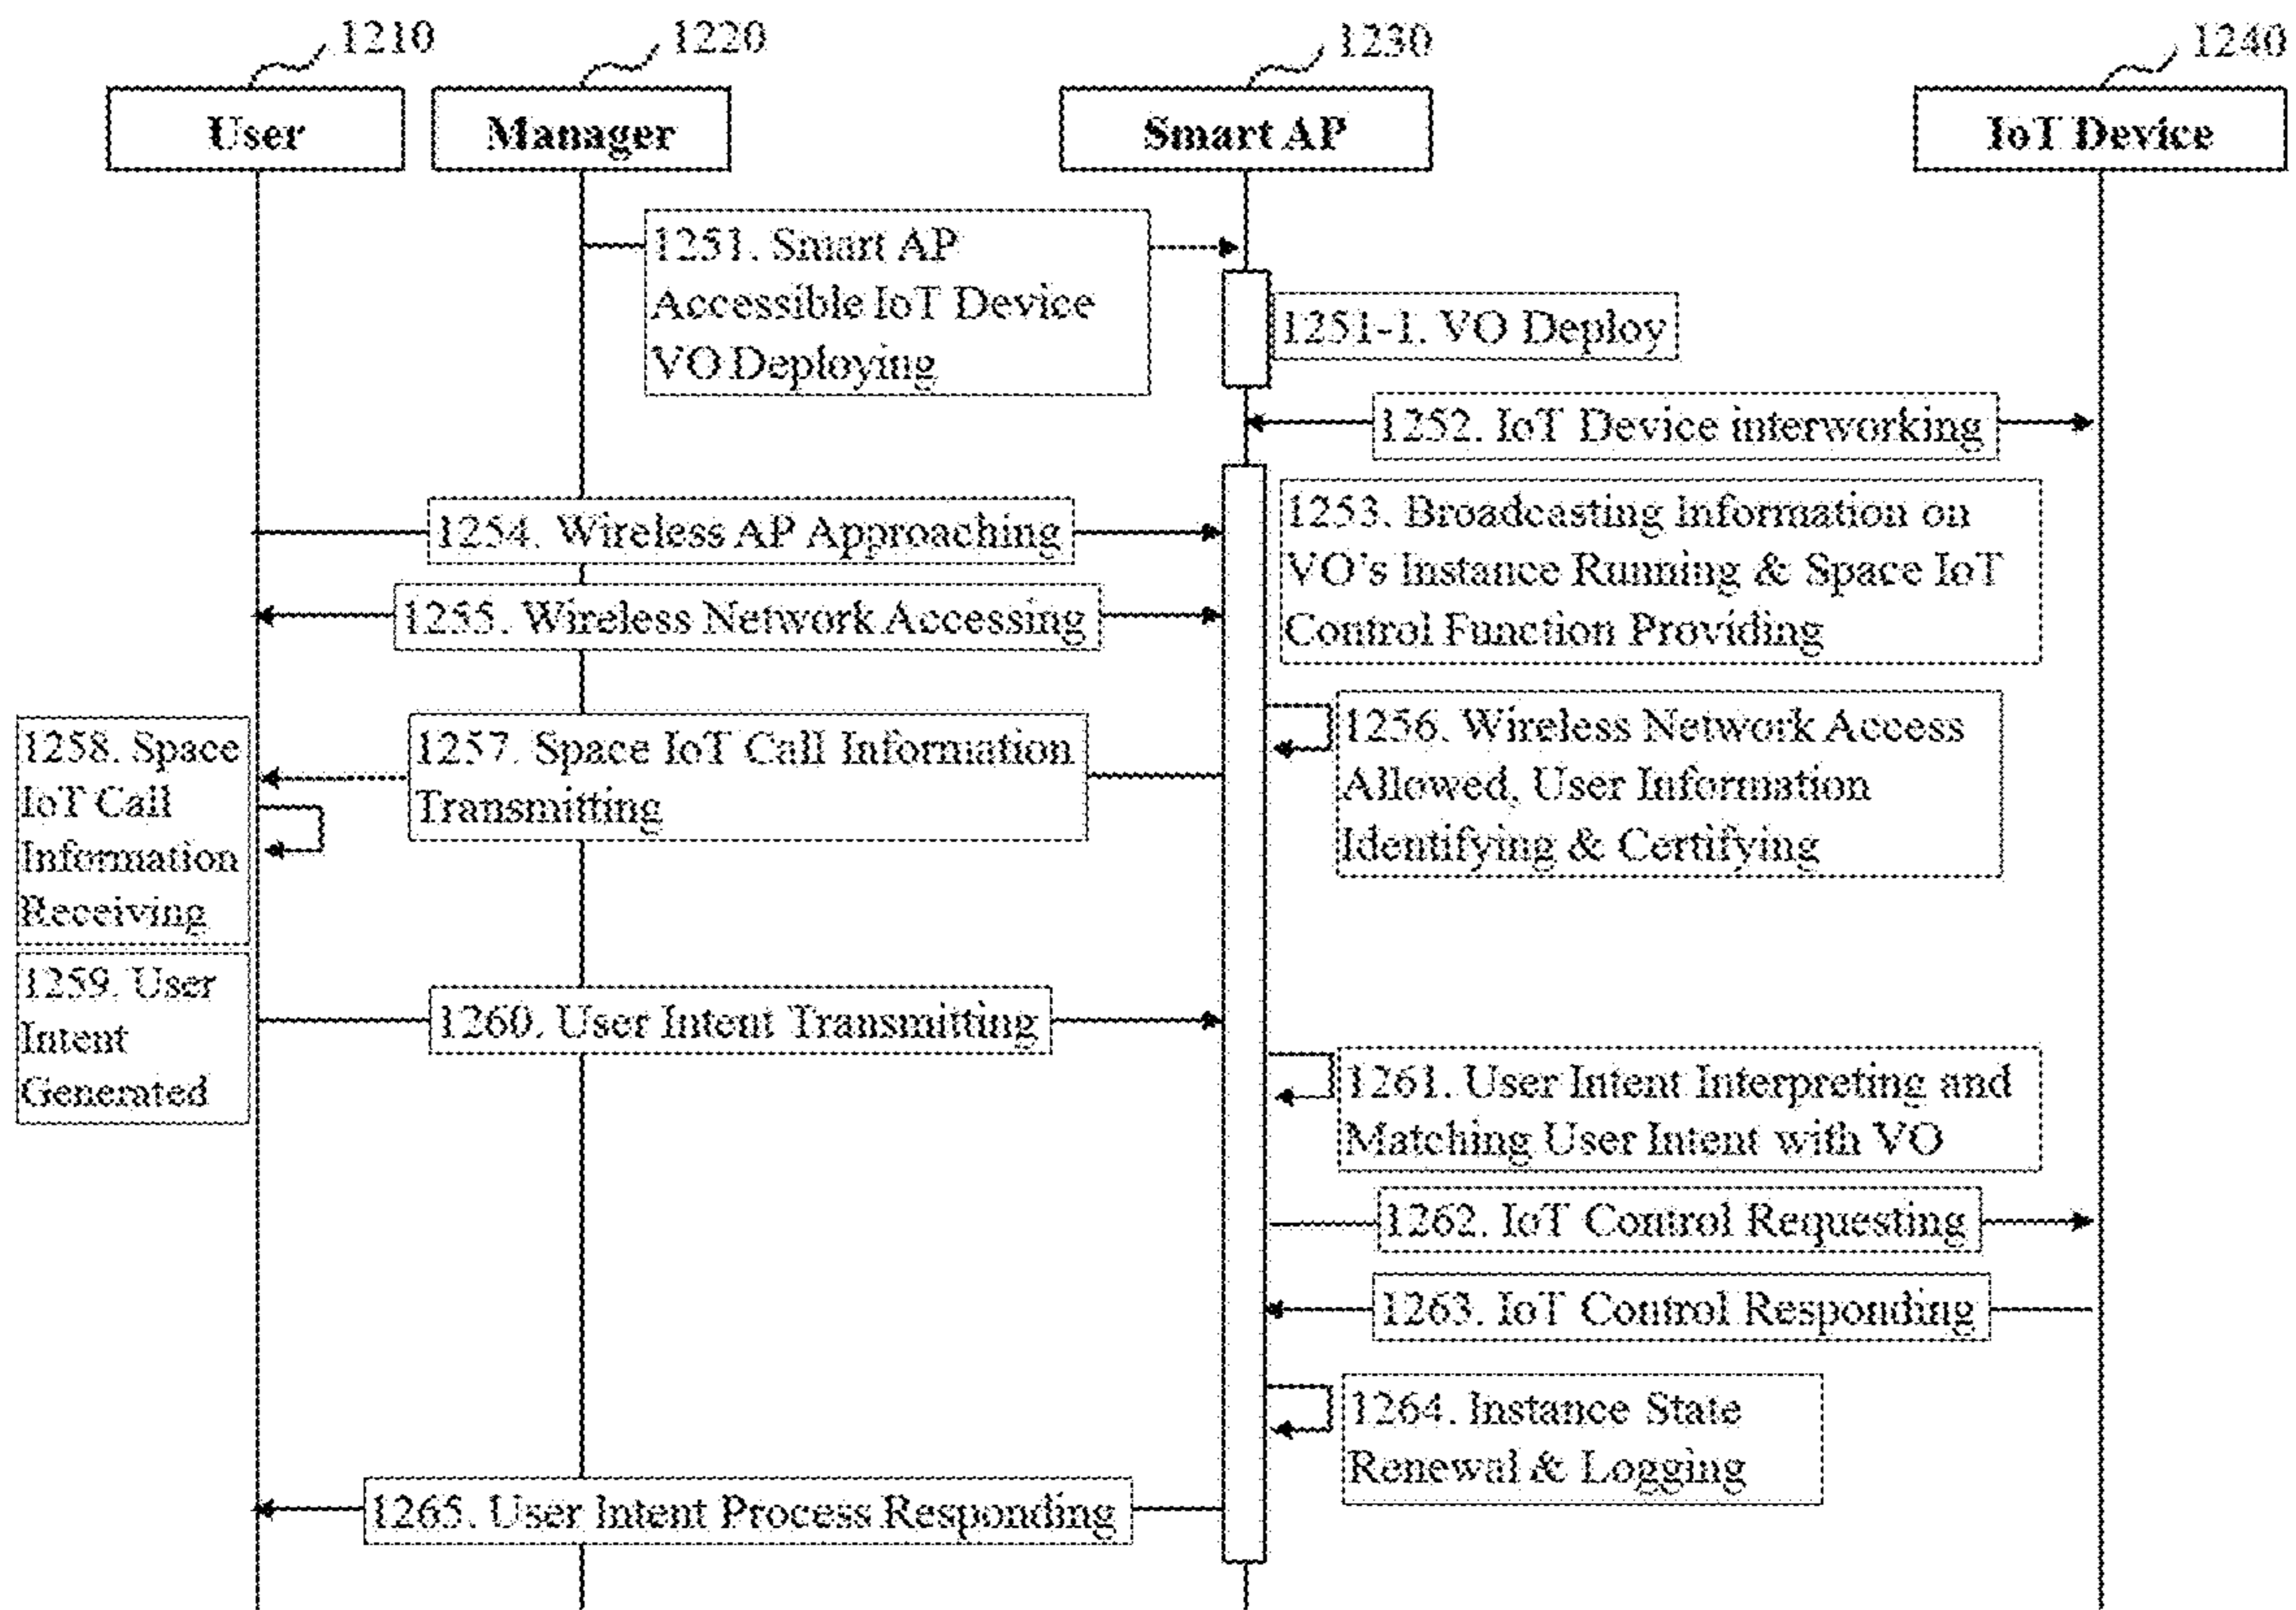 1210
1220
1230
1240
User
Manager
Smart AP
IoT Device
1251. Smart AP
Accessible IoT Device
VO Deploying
1251-1. VO Deploy
1252. IoT Device interworking
1253. Broadcasting Information on
VO's Instance Running & Space IoT
Control Function Providing
1254. Wireless AP Approaching
1255. Wireless Network Accessing
1256. Wireless Network Access
Allowed, User Information
Identifying & Certifying
1257. Space IoT Call Information
Transmitting
1258. Space
IoT Call
Information
Receiving
1259. User
Intent
Generated
1260. User Intent Transmitting
1261. User Intent Interpreting and
Matching User Intent with VO
1262. IoT Control Requesting
1263. IoT Control Responding
1264. Instance State
Renewal & Logging
1265. User Intent Process Responding